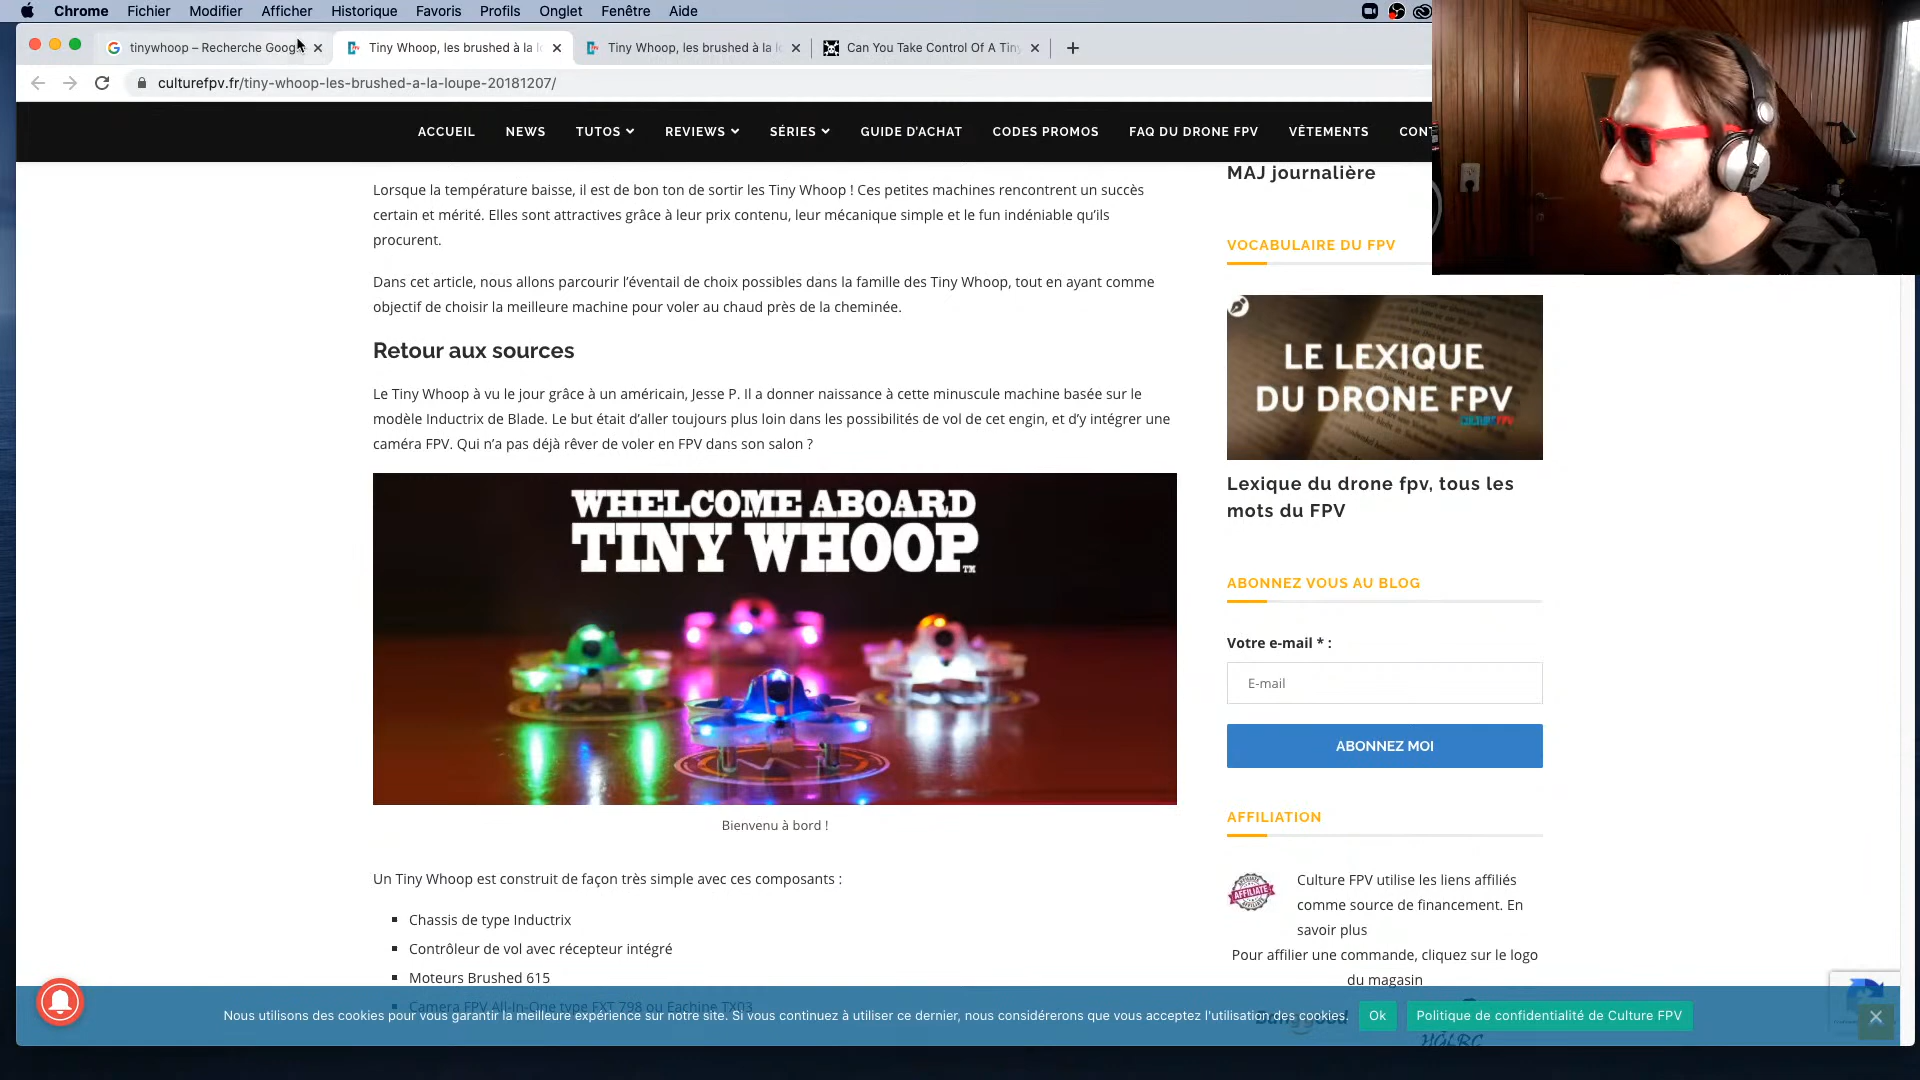 Chrome Fichier Modifier Afficher Historique Favoris Profils Onglet Fenêtre Aide
tinywhoop – Recherche Goog
Tiny Whoop, les brushed à la l
Tiny Whoop, les brushed à la l
Can You Take Control Of A Tin
culturefpv.fr/tiny-whoop-les-brushed-a-la-loupe-20181207/
ACCUEIL NEWS TUTOS REVIEWS SÉRIES GUIDE D'ACHAT CODES PROMOS FAQ DU DRONE FPV VÊTEMENTS CONT
Lorsque la température baisse, il est de bon ton de sortir les Tiny Whoop ! Ces petites machines rencontrent un succès
certain et mérité. Elles sont attractives grâce à leur prix contenu, leur mécanique simple et le fun indéniable qu'ils
procurent.
Dans cet article, nous allons parcourir l'éventail de choix possibles dans la famille des Tiny Whoop, tout en ayant comme
objectif de choisir la meilleure machine pour voler au chaud près de la cheminée.
Retour aux sources
Le Tiny Whoop à vu le jour grâce à un américain, Jesse P. Il a donner naissance à cette minuscule machine basée sur le
modèle Inductrix de Blade. Le but était d'aller toujours plus loin dans les possibilités de vol de cet engin, et d'y intégrer une
caméra FPV. Qui n'a pas déjà rêver de voler en FPV dans son salon ?
WHELCOME ABOARD
TINY WHOOP™
Bienvenu à bord !
Un Tiny Whoop est construit de façon très simple avec ces composants :
▪ Chassis de type Inductrix
▪ Contrôleur de vol avec récepteur intégré
▪ Moteurs Brushed 615
▪ Camera FPV All-In-One type FXT 798 ou Eachine TX03
MAJ journalière
VOCABULAIRE DU FPV
LE LEXIQUE
DU DRONE FPV
CULTUREFPV
Lexique du drone fpv, tous les
mots du FPV
ABONNEZ VOUS AU BLOG
Votre e-mail * :
E-mail
ABONNEZ MOI
AFFILIATION
AFFILIATE
Culture FPV utilise les liens affiliés
comme source de financement. En
savoir plus
Pour affilier une commande, cliquez sur le logo
du magasin
Nous utilisons des cookies pour vous garantir la meilleure expérience sur notre site. Si vous continuez à utiliser ce dernier, nous considérerons que vous acceptez l'utilisation des cookies.
Ok
Politique de confidentialité de Culture FPV